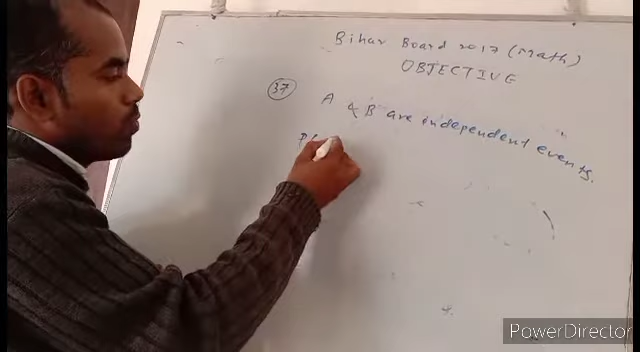 Bihar Board 2017 (Math)
OBJECTIVE
37 A & B are independent events.
P(
PowerDirector